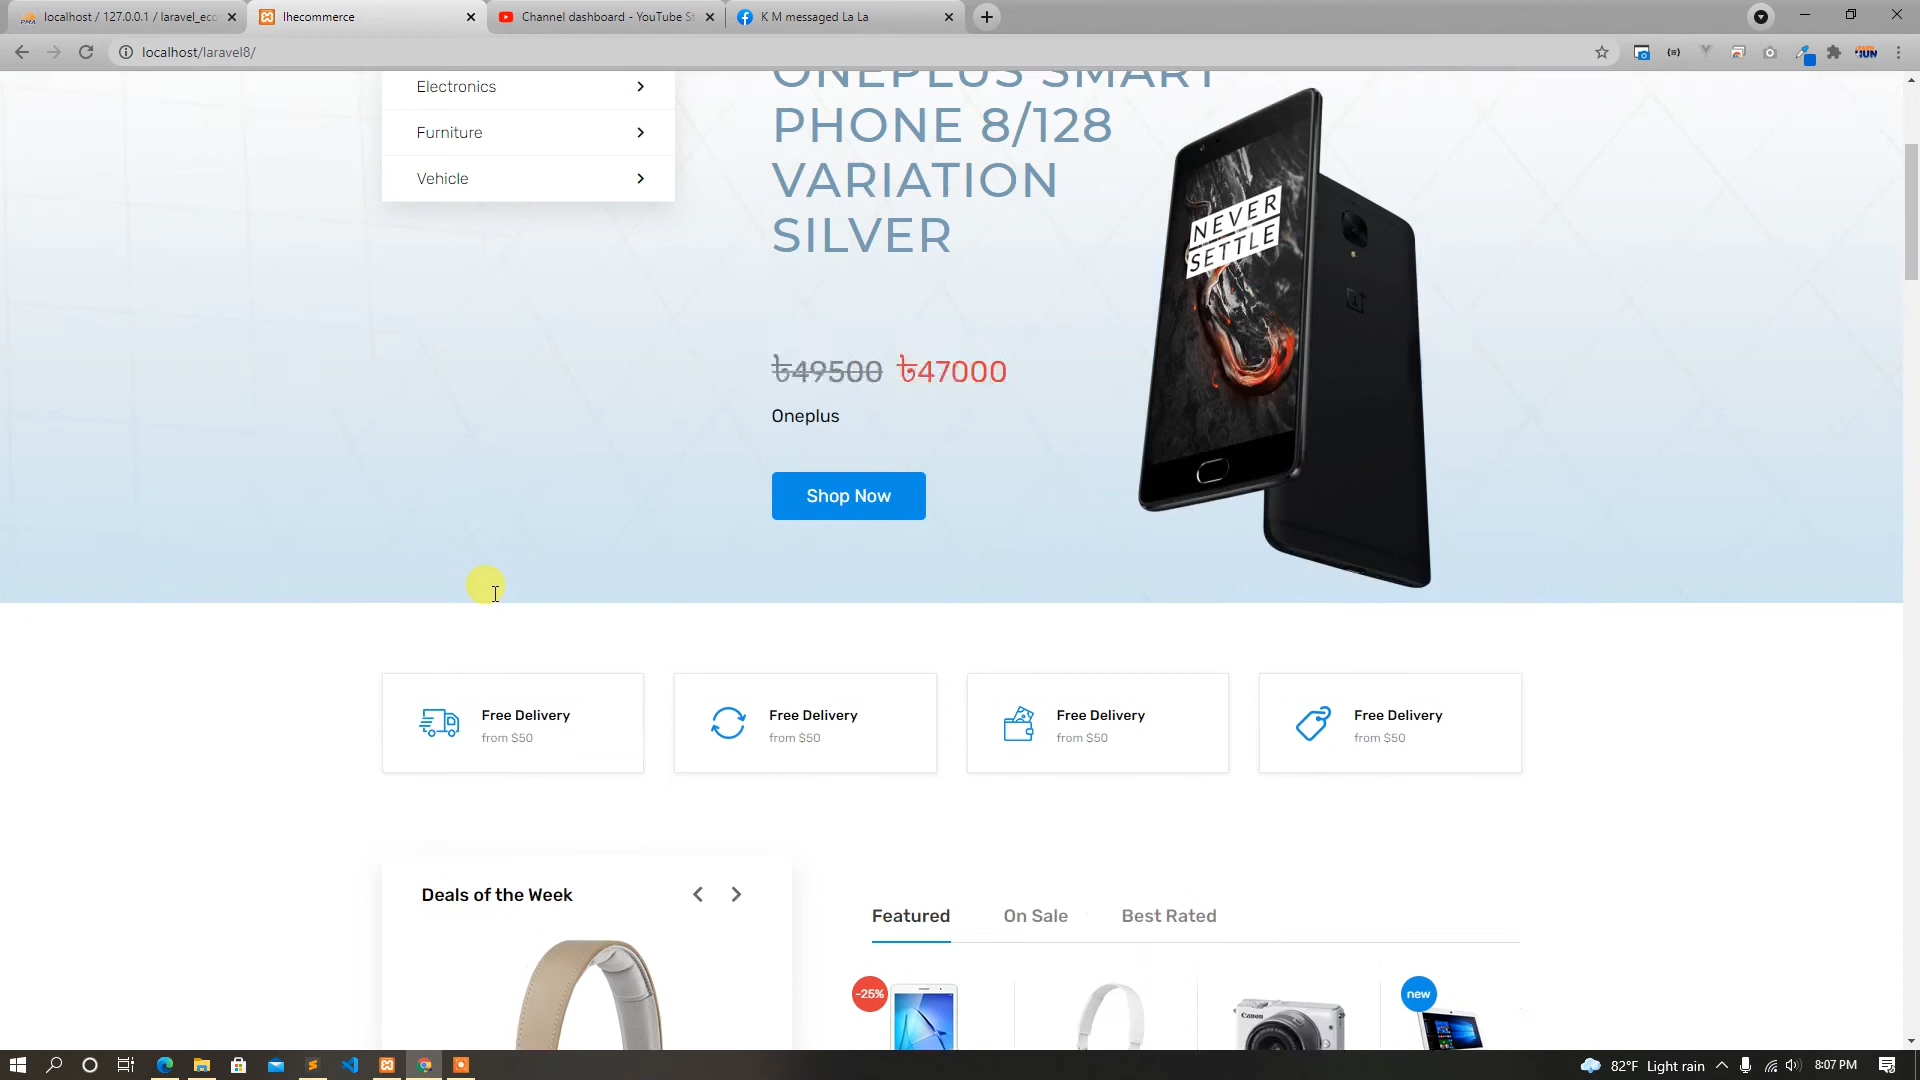 localhost / 127.0.0.1 / laravel_ecc
lhecommerce
Channel dashboard - YouTube St
K M messaged La La
localhost/laravel8/
Electronics
Furniture
Vehicle
ONEPLUS SMART
PHONE 8/128
VARIATION
SILVER
NEVER
SETTLE
৳49500 ৳47000
Oneplus
Shop Now
Free Delivery
from $50
Free Delivery
from $50
Free Delivery
from $50
Free Delivery
from $50
Deals of the Week
Featured
On Sale
Best Rated
-25%
Canon
new
82°F Light rain
8:07 PM